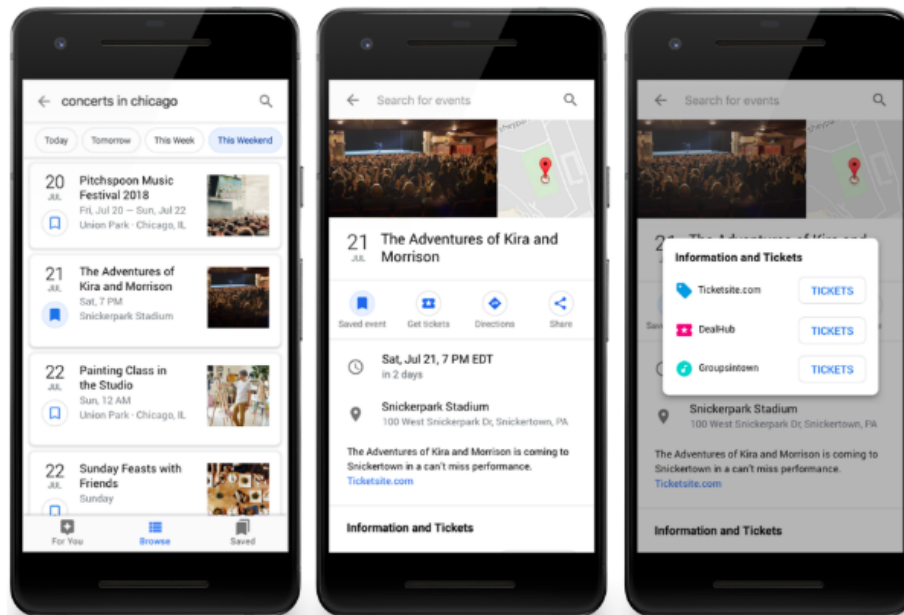 concerts in chicago
Today
Tomorrow
This Week
This Weekend
20
JUL
Pitchspoon Music
Festival 2018
Fri, Jul 20 — Sun, Jul 22
Union Park · Chicago, IL
21
JUL
The Adventures of
Kira and Morrison
Sat, 7 PM
Snickerpark Stadium
22
JUL
Painting Class in
the Studio
Sun, 12 AM
Union Park · Chicago, IL
22
JUL
Sunday Feasts with
Friends
Sunday
For You
Browse
Saved
Search for events
21
JUL
The Adventures of Kira and
Morrison
Saved event
Get tickets
Directions
Share
Sat, Jul 21, 7 PM EDT
in 2 days
Snickerpark Stadium
100 West Snickerpark Dr, Snickertown, PA
The Adventures of Kira and Morrison is coming to
Snickertown in a can't miss performance.
Ticketsite.com
Information and Tickets
Search for events
Information and Tickets
Ticketsite.com
TICKETS
DealHub
TICKETS
Groupsintown
TICKETS
Snickerpark Stadium
100 West Snickerpark Dr, Snickertown, PA
The Adventures of Kira and Morrison is coming to
Snickertown in a can't miss performance.
Ticketsite.com
Information and Tickets